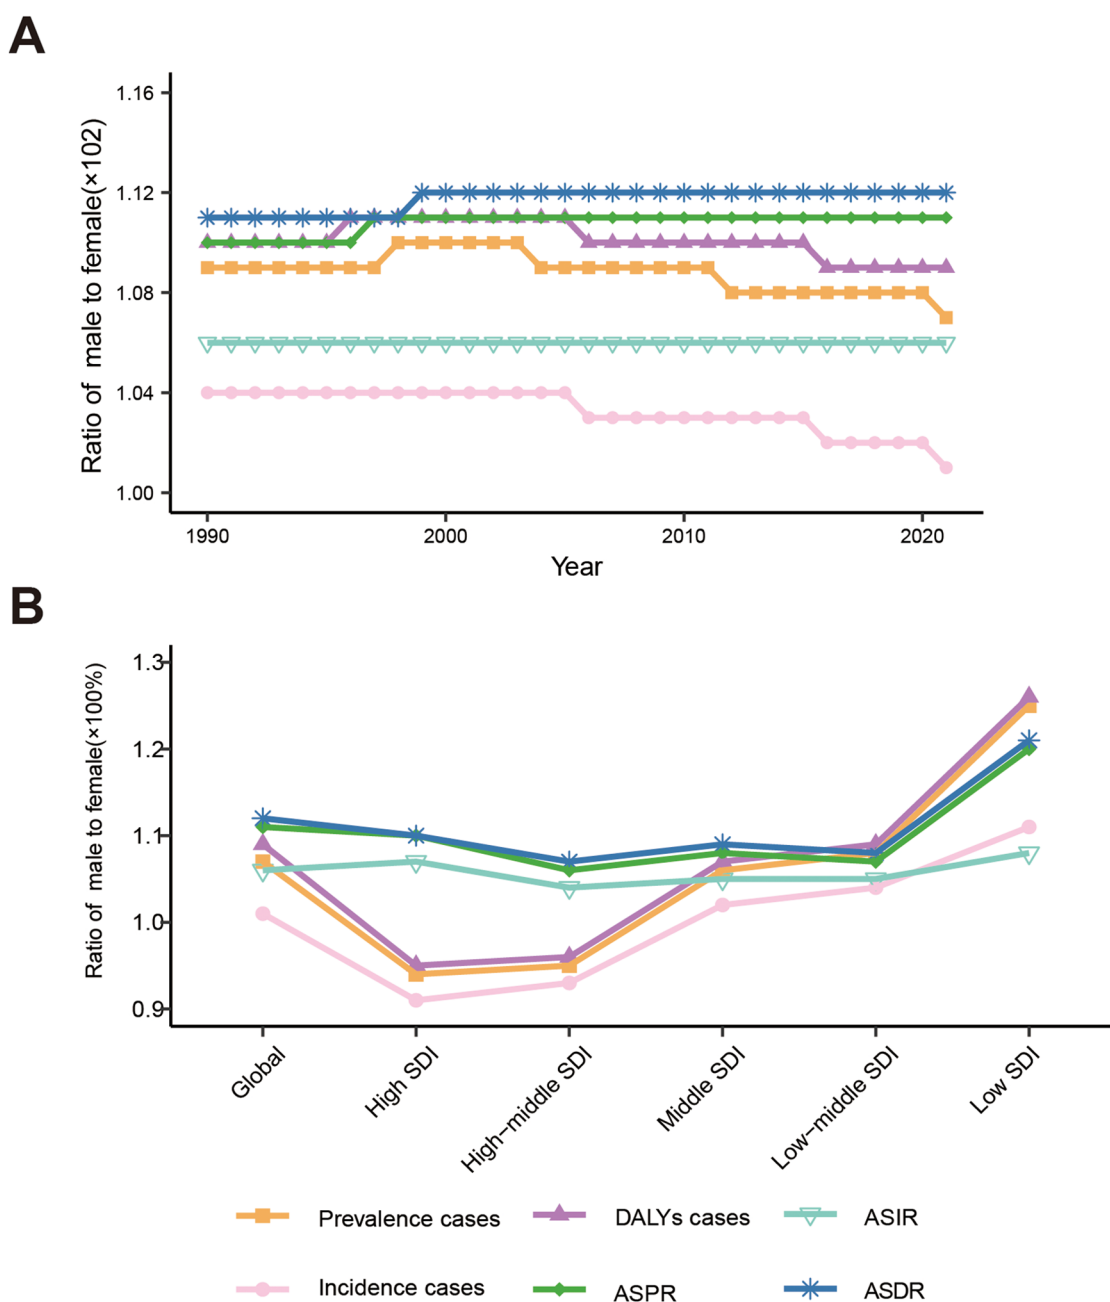 A
Ratio of male to female(×102)
1.16
1.12
1.08
1.04
1.00
1990 2000 2010 2020
Year
B
Ratio of male to female(×100%)
1.3
1.2
1.1
1.0
0.9
Global High SDI High−middle SDI Middle SDI Low−middle SDI Low SDI
Prevalence cases DALYs cases ASIR
Incidence cases ASPR ASDR